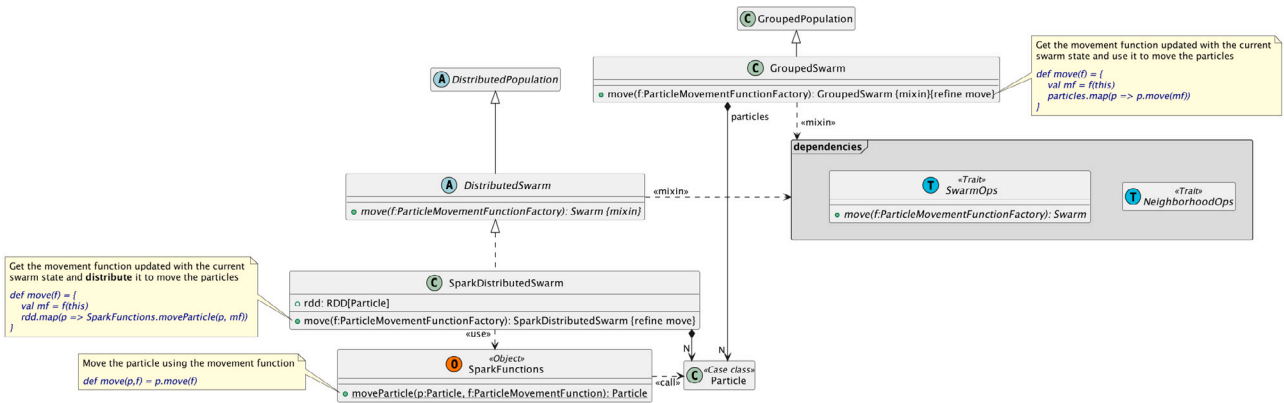 C GroupedPopulation
C GroupedSwarm
move(f:ParticleMovementFunctionFactory): GroupedSwarm {mixin}{refine move}
Get the movement function updated with the current
swarm state and use it to move the particles
def move(f) = {
val mf = f(this)
particles.map(p => p.move(mf))
}
A DistributedPopulation
particles
«mixin»
dependencies
T «Trait»
SwarmOps
move(f:ParticleMovementFunctionFactory): Swarm
T «Trait»
NeighborhoodOps
A DistributedSwarm
move(f:ParticleMovementFunctionFactory): Swarm {mixin}
«mixin»
Get the movement function updated with the current
swarm state and distribute it to move the particles
def move(f) = {
val mf = f(this)
rdd.map(p => SparkFunctions.moveParticle(p, mf))
}
C SparkDistributedSwarm
rdd: RDD[Particle]
move(f:ParticleMovementFunctionFactory): SparkDistributedSwarm {refine move}
«use»
N
N
Move the particle using the movement function
def move(p,f) = p.move(f)
O «Object»
SparkFunctions
moveParticle(p:Particle, f:ParticleMovementFunction): Particle
«call»
C «Case class»
Particle